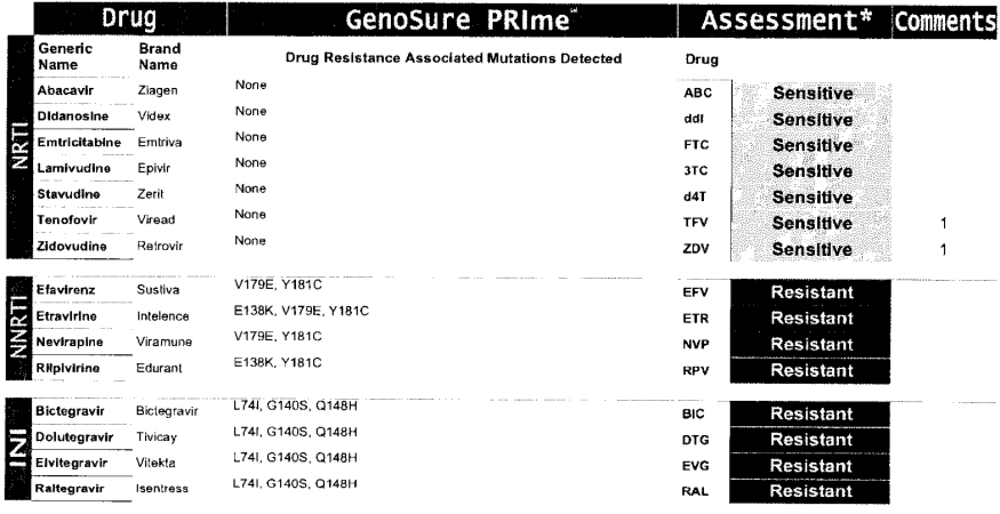 Drug GenoSure PRIme℠ Assessment* Comments
Generic Name Brand Name Drug Resistance Associated Mutations Detected Drug
NRTI
Abacavir Ziagen None ABC Sensitive
Didanosine Videx None ddI Sensitive
Emtricitabine Emtriva None FTC Sensitive
Lamivudine Epivir None 3TC Sensitive
Stavudine Zerit None d4T Sensitive
Tenofovir Viread None TFV Sensitive 1
Zidovudine Retrovir None ZDV Sensitive 1
NNRTI
Efavirenz Sustiva V179E, Y181C EFV Resistant
Etravirine Intelence E138K, V179E, Y181C ETR Resistant
Nevirapine Viramune V179E, Y181C NVP Resistant
Rilpivirine Edurant E138K, Y181C RPV Resistant
INI
Bictegravir Bictegravir L74I, G140S, Q148H BIC Resistant
Dolutegravir Tivicay L74I, G140S, Q148H DTG Resistant
Elvitegravir Vitekta L74I, G140S, Q148H EVG Resistant
Raltegravir Isentress L74I, G140S, Q148H RAL Resistant